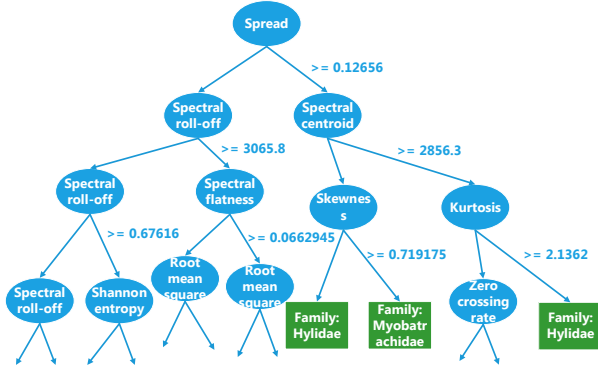 Spread
>= 0.12656
Spectral
roll-off
Spectral
centroid
>= 3065.8
>= 2856.3
Spectral
roll-off
Spectral
flatness
Skewnes
s
Kurtosis
>= 0.67616
>= 0.0662945
>= 0.719175
>= 2.1362
Spectral
roll-off
Shannon
entropy
Root
mean
square
Root
mean
square
Family:
Hylidae
Family:
Myobatr
achidae
Zero
crossing
rate
Family:
Hylidae